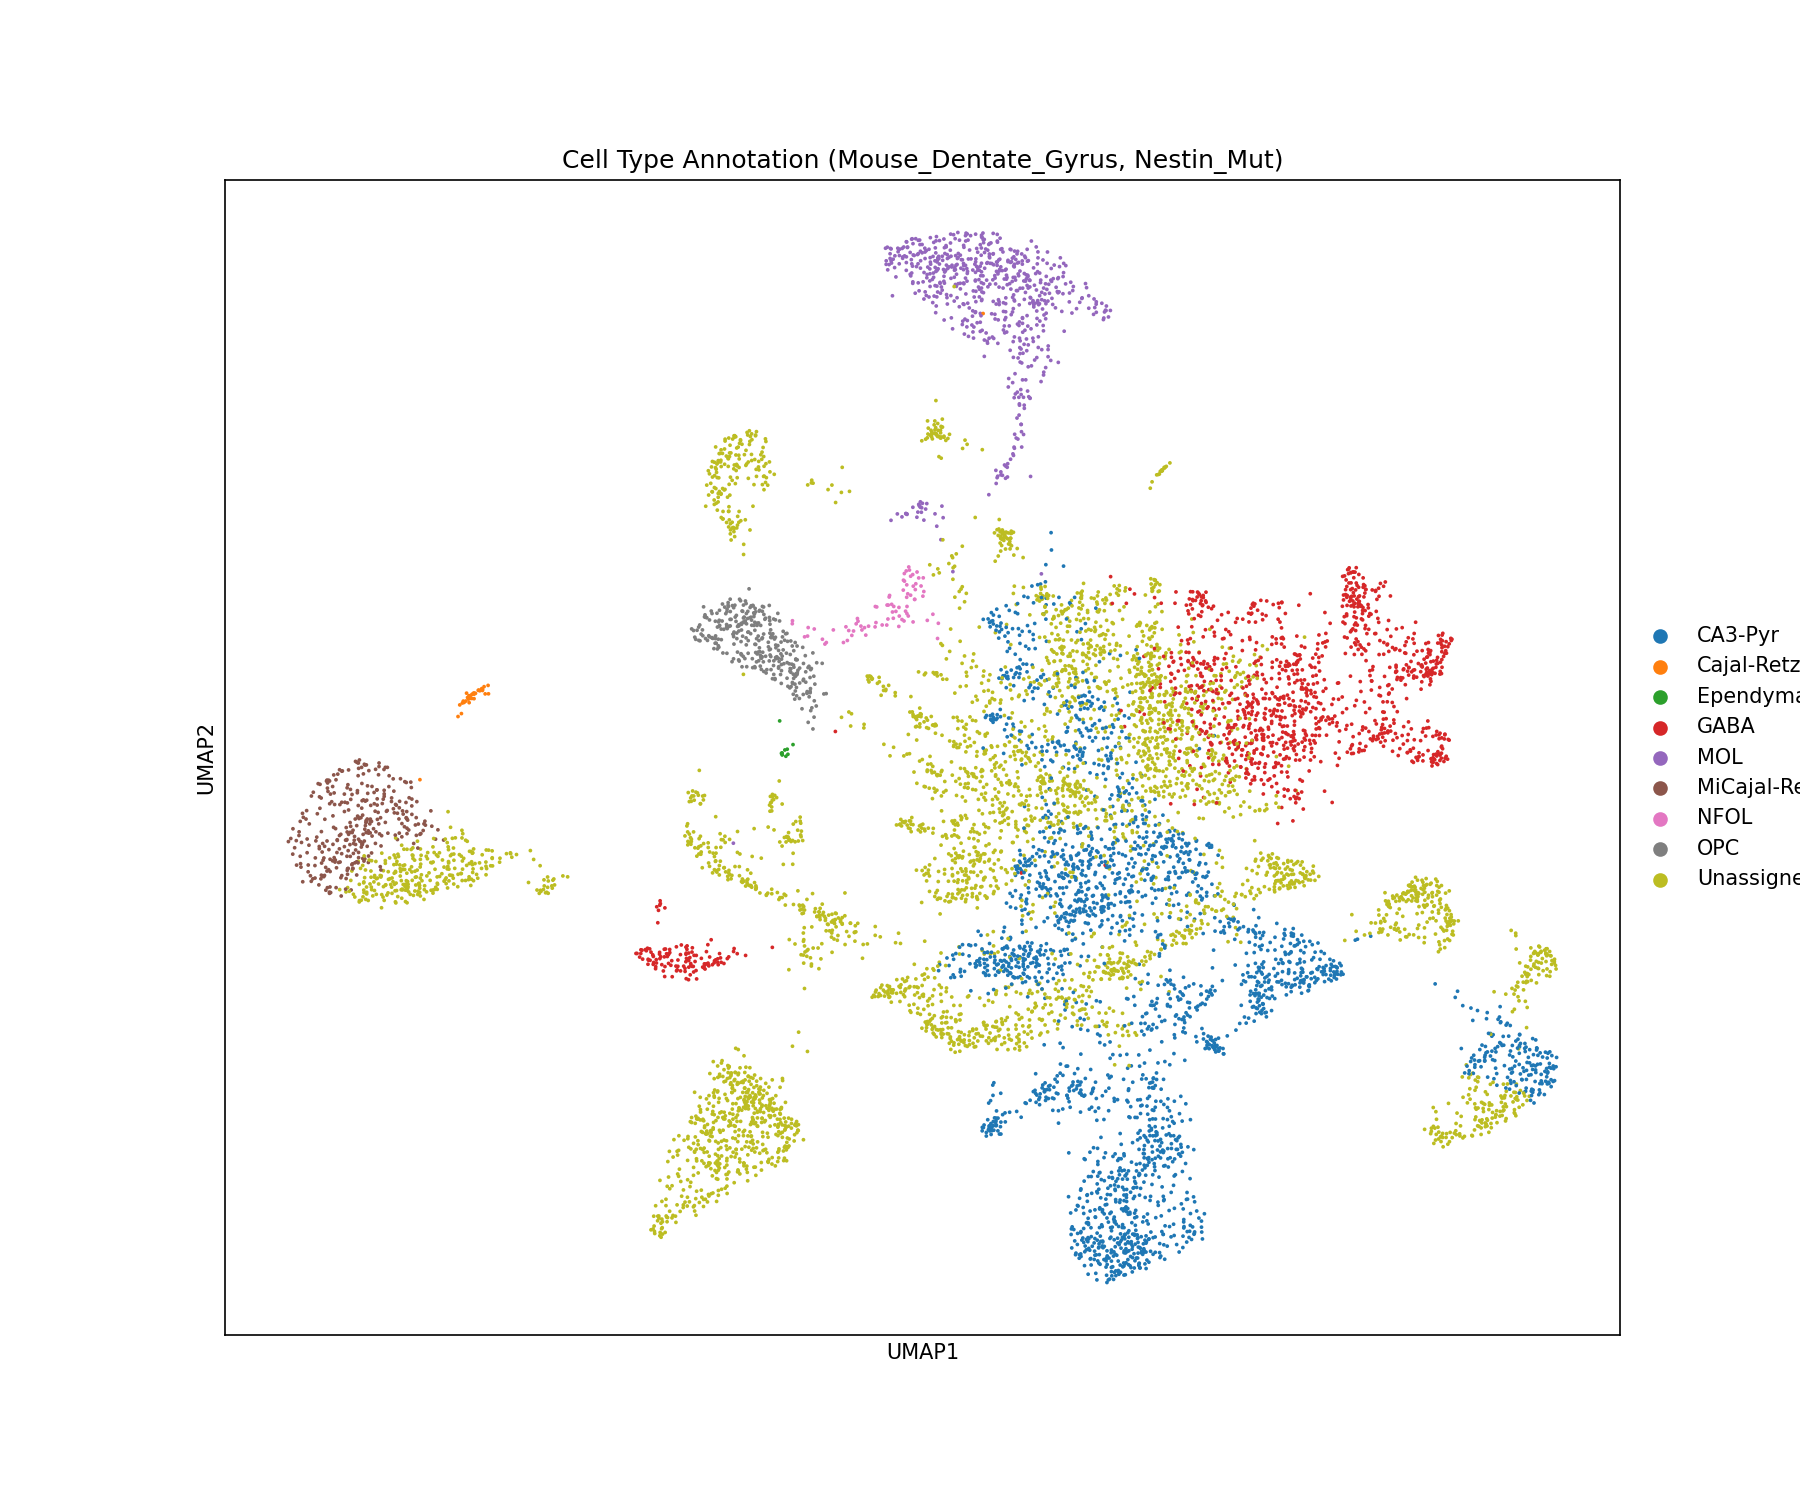 Cell Type Annotation (Mouse_Dentate_Gyrus, Nestin_Mut)
UMAP2
UMAP1
CA3-Pyr
Cajal-Retz
Ependyma
GABA
MOL
MiCajal-Re
NFOL
OPC
Unassigne